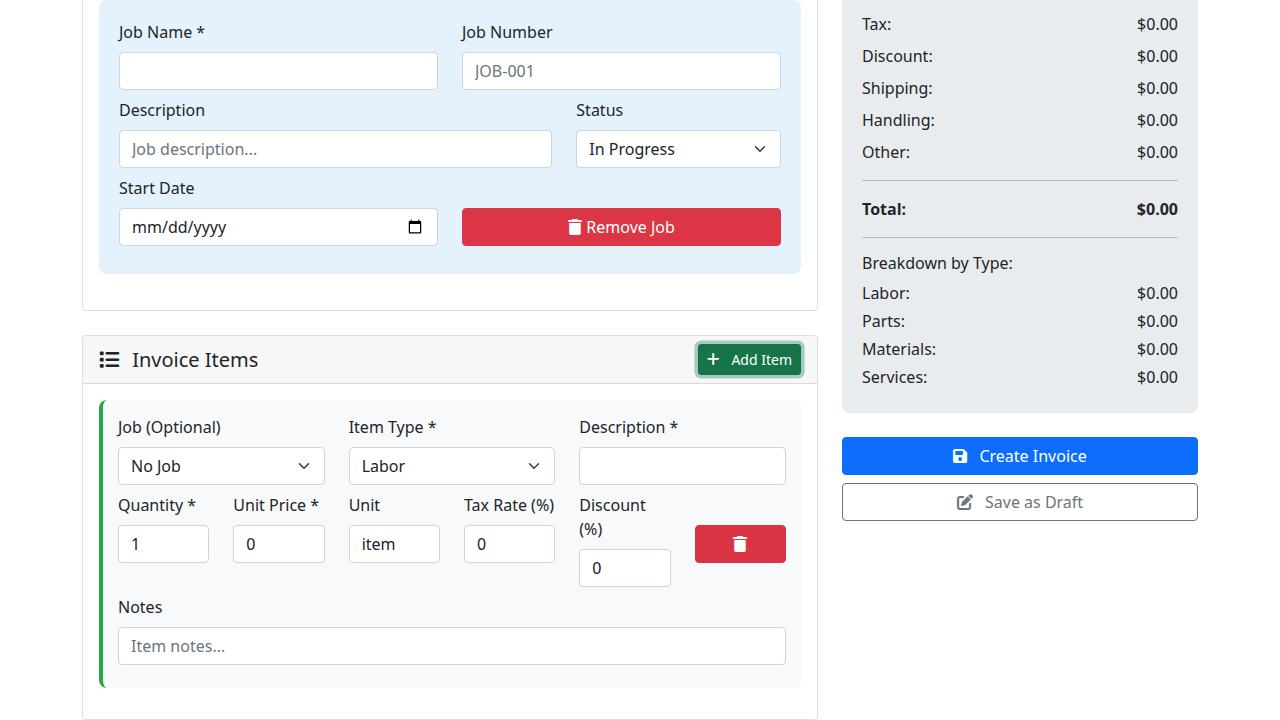 Job Name *
Job Number
JOB-001
Description
Status
Job description...
In Progress
Start Date
mm/dd/yyyy
Remove Job
Invoice Items
Add Item
Job (Optional)
Item Type *
Description *
No Job
Labor
Quantity *
Unit Price *
Unit
Tax Rate (%)
Discount (%)
1
0
item
0
0
Notes
Item notes...
Tax: $0.00
Discount: $0.00
Shipping: $0.00
Handling: $0.00
Other: $0.00
Total: $0.00
Breakdown by Type:
Labor: $0.00
Parts: $0.00
Materials: $0.00
Services: $0.00
Create Invoice
Save as Draft